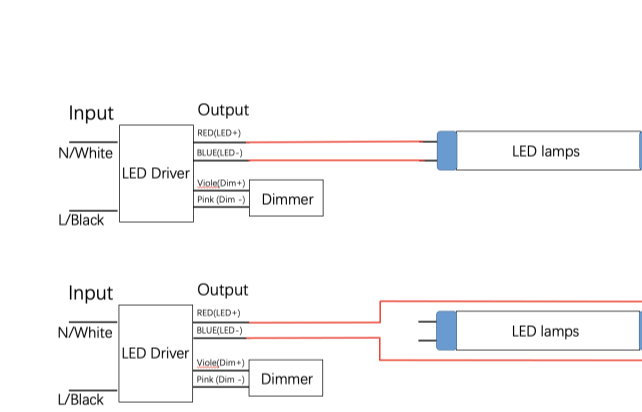 Input
Output
RED(LED+)
N/White
BLUE(LED-)
LED lamps
LED Driver
Viole(Dim+)
Pink (Dim -)
Dimmer
L/Black
Input
Output
RED(LED+)
N/White
BLUE(LED-)
LED lamps
LED Driver
Viole(Dim+)
Pink (Dim -)
Dimmer
L/Black